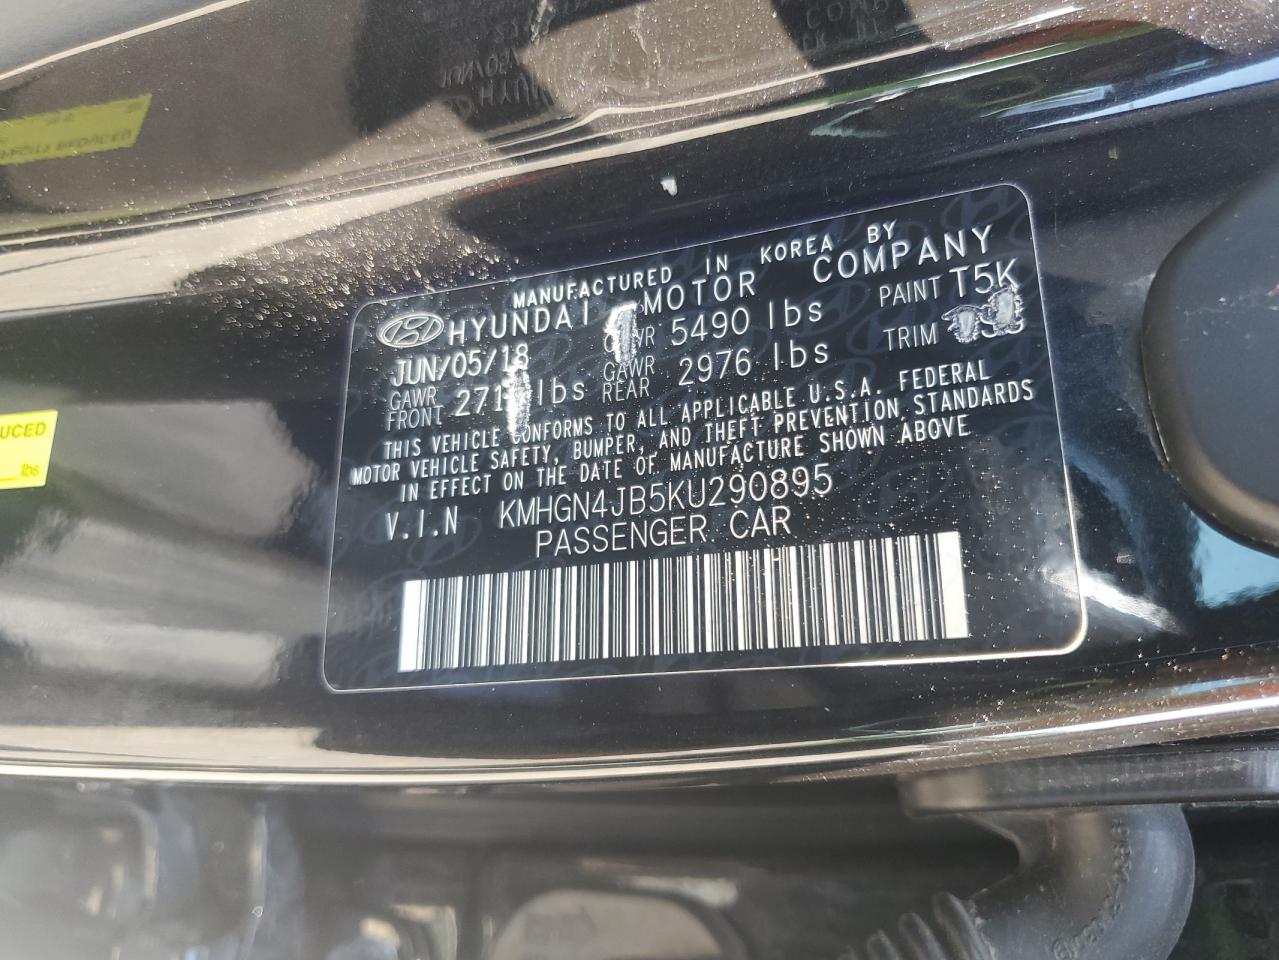 MANUFACTURED IN KOREA BY
HYUNDAI MOTOR COMPANY
JUN/05/18 5490 lbs PAINT T5K
GAWR FRONT lbs GAWR REAR 2976 lbs TRIM
THIS VEHICLE CONFORMS TO ALL APPLICABLE U.S.A. FEDERAL
MOTOR VEHICLE SAFETY, BUMPER, AND THEFT PREVENTION STANDARDS
IN EFFECT ON THE DATE OF MANUFACTURE SHOWN ABOVE
V.I.N KMHGN4JB5KU290895
PASSENGER CAR
UCED
lbs